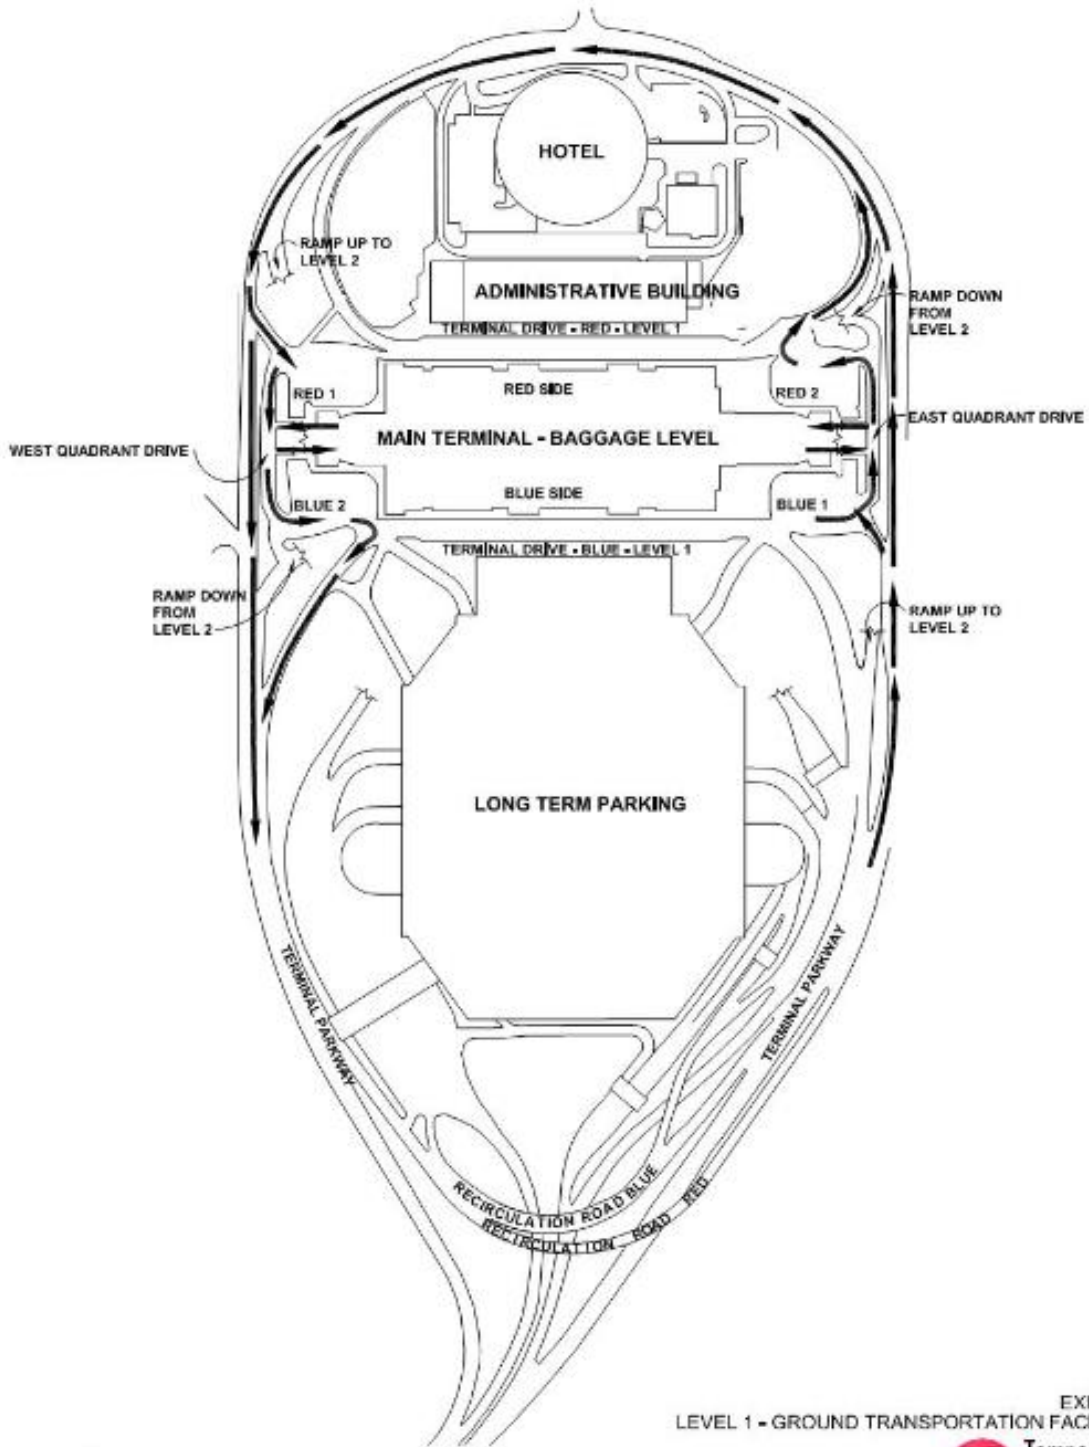 HOTEL
RAMP UP TO
LEVEL 2
ADMINISTRATIVE BUILDING
RAMP DOWN
FROM
LEVEL 2
TERMINAL DRIVE - RED - LEVEL 1
RED 1
RED SIDE
RED 2
EAST QUADRANT DRIVE
MAIN TERMINAL - BAGGAGE LEVEL
WEST QUADRANT DRIVE
BLUE 2
BLUE SIDE
BLUE 1
TERMINAL DRIVE - BLUE - LEVEL 1
RAMP DOWN
FROM
LEVEL 2
RAMP UP TO
LEVEL 2
LONG TERM PARKING
TERMINAL PARKWAY
TERMINAL PARKWAY
RECIRCULATION ROAD BLUE
RECIRCULATION ROAD RED
EXI
LEVEL 1 - GROUND TRANSPORTATION FAC